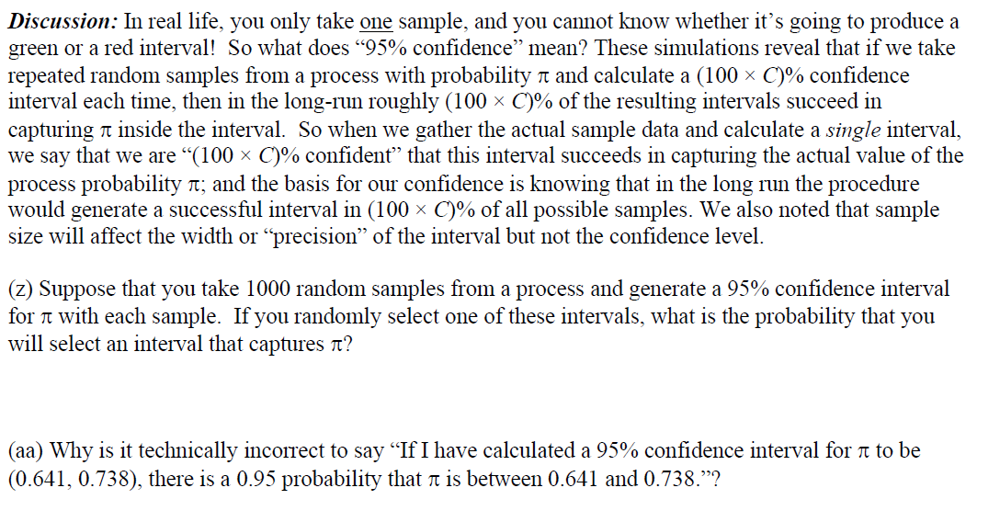 Discussion: In real life, you only take one sample, and you cannot know whether it’s going to produce a
green or a red interval!  So what does “95% confidence” mean? These simulations reveal that if we take
repeated random samples from a process with probability π and calculate a (100 × C)% confidence
interval each time, then in the long-run roughly (100 × C)% of the resulting intervals succeed in
capturing π inside the interval.  So when we gather the actual sample data and calculate a single interval,
we say that we are “(100 × C)% confident” that this interval succeeds in capturing the actual value of the
process probability π; and the basis for our confidence is knowing that in the long run the procedure
would generate a successful interval in (100 × C)% of all possible samples. We also noted that sample
size will affect the width or “precision” of the interval but not the confidence level.
(z) Suppose that you take 1000 random samples from a process and generate a 95% confidence interval
for π with each sample.  If you randomly select one of these intervals, what is the probability that you
will select an interval that captures π?
(aa) Why is it technically incorrect to say “If I have calculated a 95% confidence interval for π to be
(0.641, 0.738), there is a 0.95 probability that π is between 0.641 and 0.738.”?